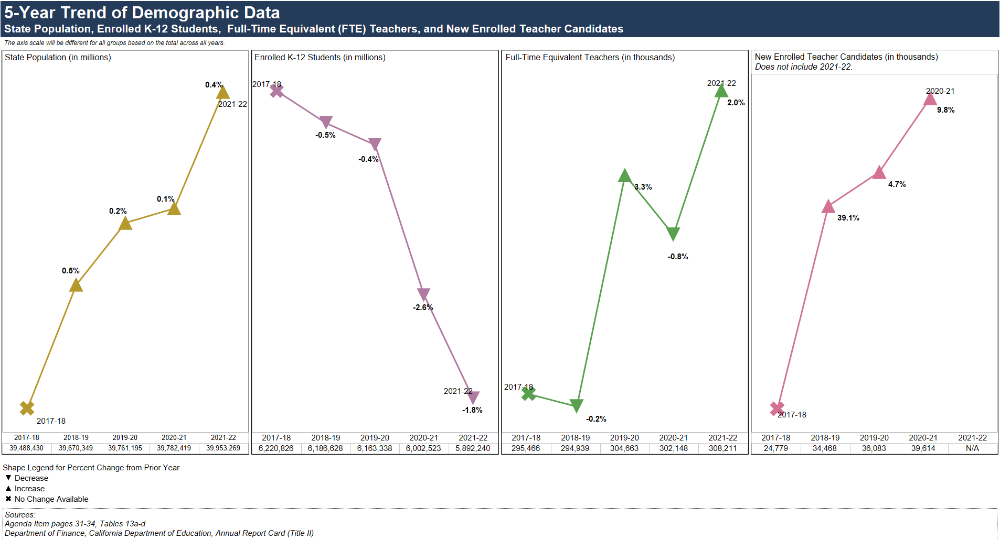 5-Year Trend of Demographic Data
State Population, Enrolled K-12 Students,  Full-Time Equivalent (FTE) Teachers, and New Enrolled Teacher Candidates
The axis scale will be different for all groups based on the total across all years.
State Population (in millions)
0.4%
2021-22
0.1%
0.2%
0.5%
2017-18
2017-18 2018-19 2019-20 2020-21 2021-22
39,488,430 39,670,349 39,761,195 39,782,419 39,953,269
Enrolled K-12 Students (in millions)
2017-18
-0.5%
-0.4%
-2.6%
2021-22
-1.8%
2017-18 2018-19 2019-20 2020-21 2021-22
6,220,826 6,186,628 6,163,338 6,002,523 5,892,240
Full-Time Equivalent Teachers (in thousands)
2021-22
2.0%
3.3%
-0.8%
2017-18
-0.2%
2017-18 2018-19 2019-20 2020-21 2021-22
295,466 294,939 304,663 302,148 308,211
New Enrolled Teacher Candidates (in thousands)
Does not include 2021-22.
2020-21
9.8%
4.7%
39.1%
2017-18
2017-18 2018-19 2019-20 2020-21 2021-22
24,779 34,468 36,083 39,614 N/A
Shape Legend for Percent Change from Prior Year
Decrease
Increase
No Change Available
Sources:
Agenda Item pages 31-34, Tables 13a-d
Department of Finance, California Department of Education, Annual Report Card (Title II)